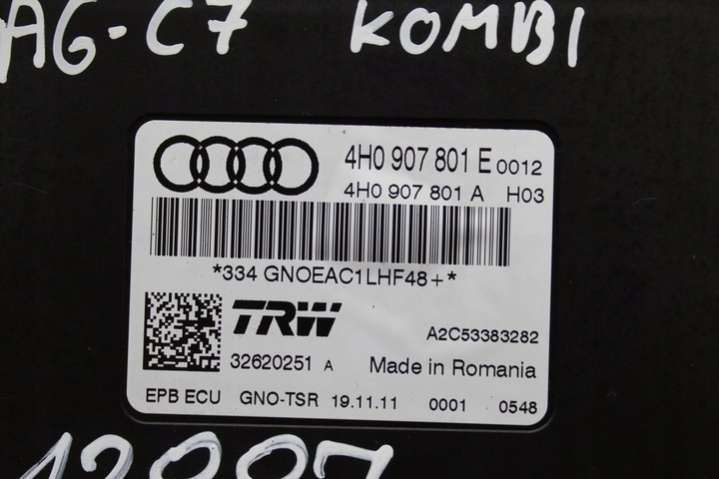 A6-C7 KOMBI
4H0 907 801 E 0012
4H0 907 801 A H03
*334 GNOEAC1LHF48+*
TRW
A2C53383282
32620251 A Made in Romania
EPB ECU GNO-TSR 19.11.11 0001 0548